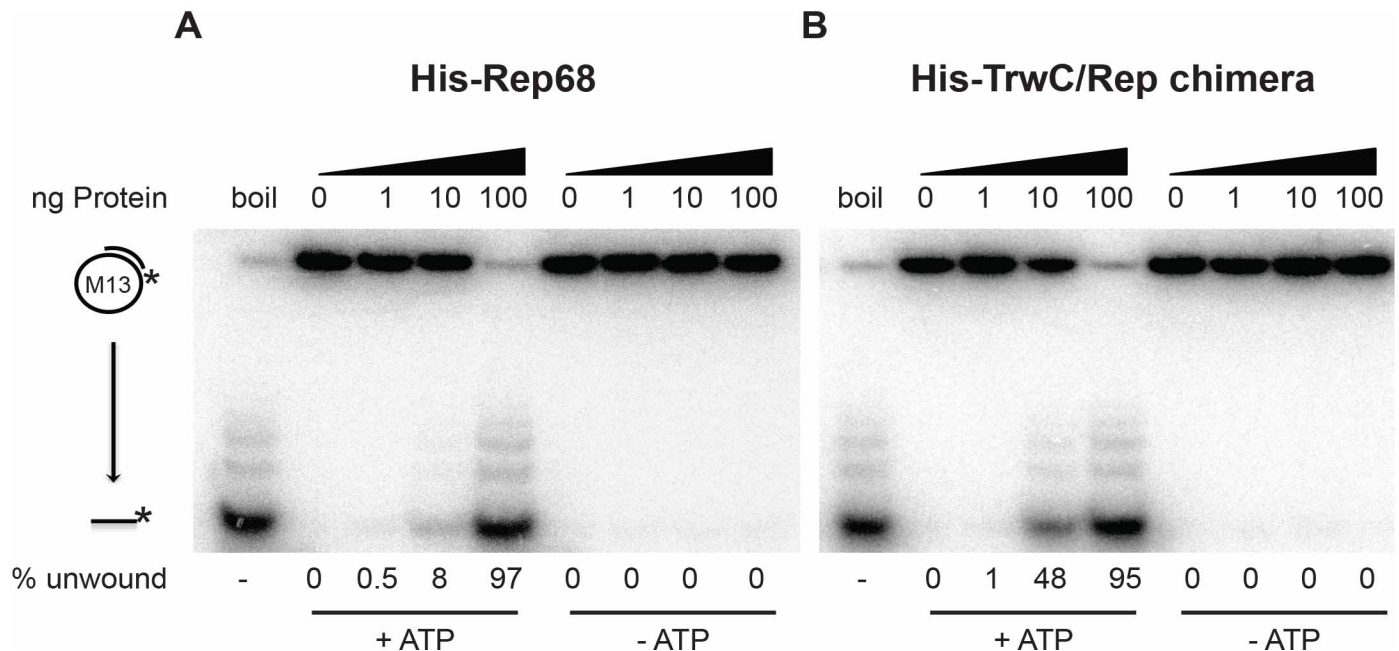 A B
His-Rep68 His-TrwC/Rep chimera
ng Protein boil 0 1 10 100 0 1 10 100 boil 0 1 10 100 0 1 10 100
M13 *
*
% unwound - 0 0.5 8 97 0 0 0 0 - 0 1 48 95 0 0 0 0
+ ATP - ATP + ATP - ATP